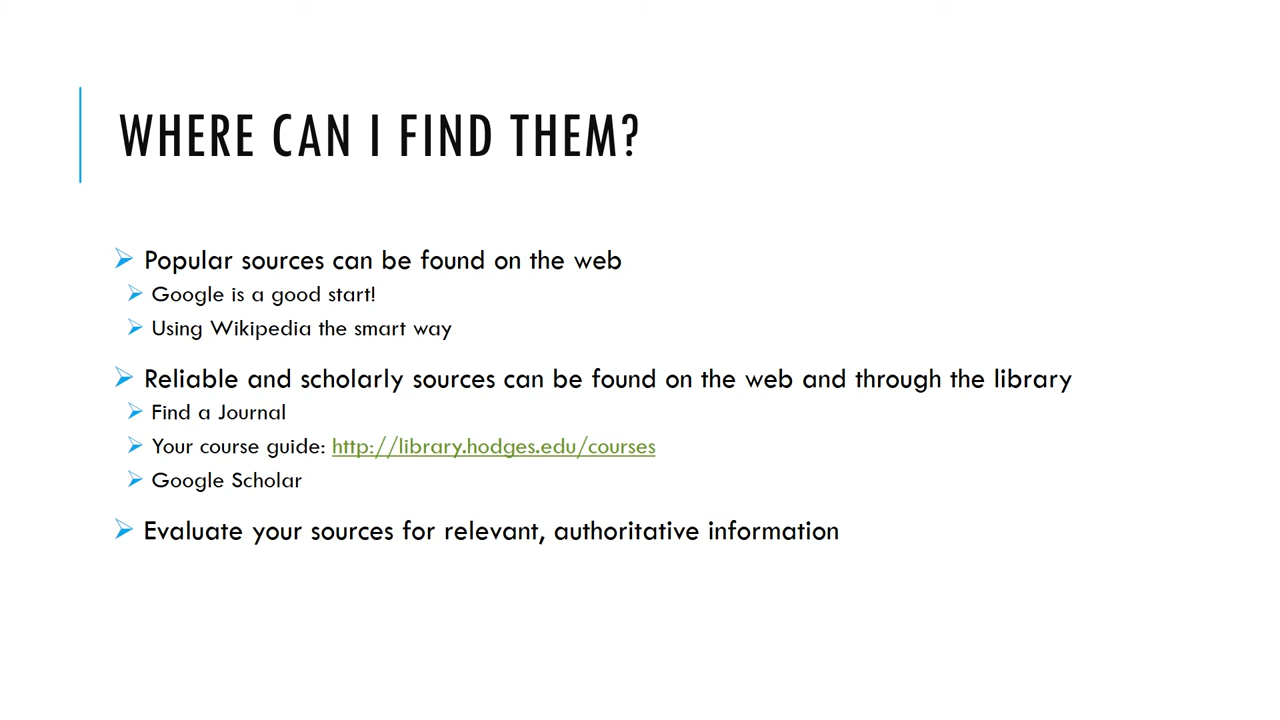 WHERE CAN I FIND THEM?
Popular sources can be found on the web
Google is a good start!
Using Wikipedia the smart way
Reliable and scholarly sources can be found on the web and through the library
Find a Journal
Your course guide: http://library.hodges.edu/courses
Google Scholar
Evaluate your sources for relevant, authoritative information